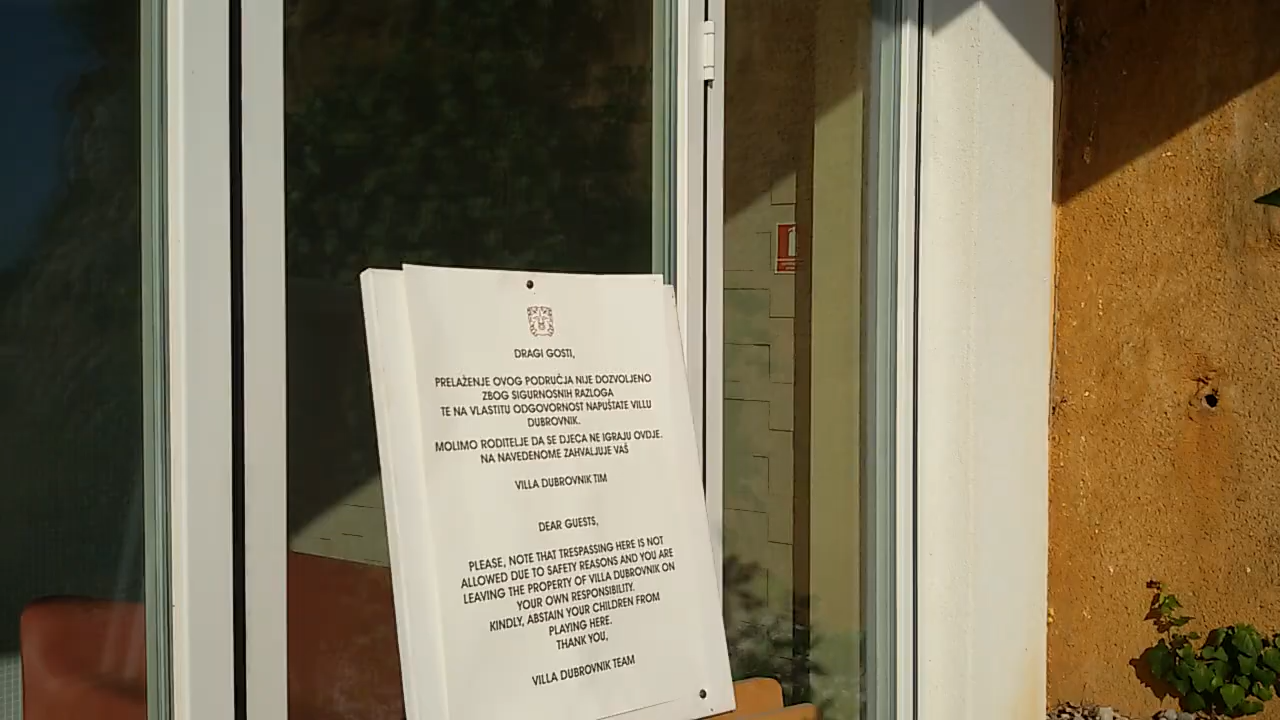 DRAGI GOSTI,
PRELAŽENJE OVOG PODRUČJA NIJE DOZVOLJENO
ZBOG SIGURNOSNIH RAZLOGA
TE NA VLASTITU ODGOVORNOST NAPUŠTATE VILLU
DUBROVNIK.
MOLIMO RODITELJE DA SE DJECA NE IGRAJU OVDJE.
NA NAVEDENOME ZAHVALJUJE VAŠ
VILLA DUBROVNIK TIM
DEAR GUESTS,
PLEASE, NOTE THAT TRESPASSING HERE IS NOT
ALLOWED DUE TO SAFETY REASONS AND YOU ARE
LEAVING THE PROPERTY OF VILLA DUBROVNIK ON
YOUR OWN RESPONSIBILITY.
KINDLY, ABSTAIN YOUR CHILDREN FROM
PLAYING HERE.
THANK YOU,
VILLA DUBROVNIK TEAM